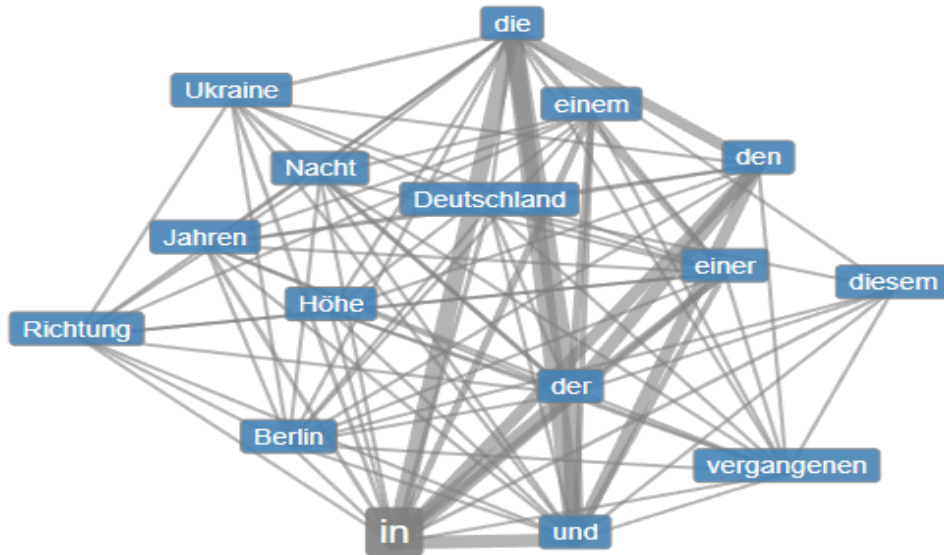 die
Ukraine
einem
den
Nacht
Deutschland
Jahren
einer
diesem
Höhe
Richtung
der
Berlin
vergangenen
in
und